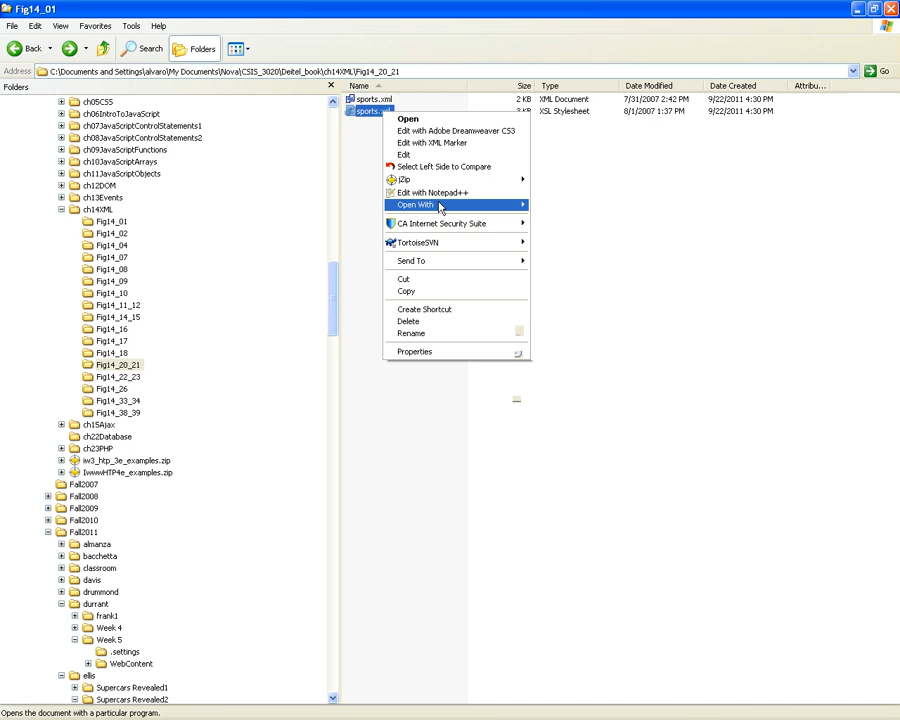 Fig14_01
File Edit View Favorites Tools Help
Back Search Folders
Address C:\Documents and Settings\alvaro\My Documents\Nova\CSIS_3020\Deitel_book\ch14XML\Fig14_20_21 Go
Folders
Name Size Type Date Modified Date Created Attribu...
sports.xml 2 KB XML Document 7/31/2007 2:42 PM 9/22/2011 4:30 PM
XSL Stylesheet 8/1/2007 1:37 PM 9/22/2011 4:30 PM
Open
Edit with Adobe Dreamweaver CS3
Edit with XML Marker
Edit
Select Left Side to Compare
jZip
Edit with Notepad++
Open With
CA Internet Security Suite
TortoiseSVN
Send To
Cut
Copy
Create Shortcut
Delete
Rename
Properties
ch05CSS
ch06IntroToJavaScript
ch07JavaScriptControlStatements1
ch08JavaScriptControlStatements2
ch09JavaScriptFunctions
ch10JavaScriptArrays
ch11JavaScriptObjects
ch12DOM
ch13Events
ch14XML
Fig14_01
Fig14_02
Fig14_04
Fig14_07
Fig14_08
Fig14_09
Fig14_10
Fig14_11_12
Fig14_14_15
Fig14_16
Fig14_17
Fig14_18
Fig14_20_21
Fig14_22_23
Fig14_26
Fig14_33_34
Fig14_38_39
ch15Ajax
ch22Database
ch23PHP
iw3_htp_3e_examples.zip
IwwwHTP4e_examples.zip
Fall2007
Fall2008
Fall2009
Fall2010
Fall2011
almanza
bacchetta
classroom
davis
drummond
durrant
frank1
Week 4
Week 5
.settings
WebContent
ellis
Supercars Revealed1
Supercars Revealed2
Opens the document with a particular program.